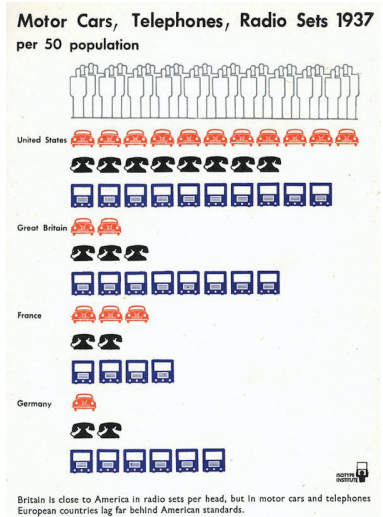 Motor Cars, Telephones, Radio Sets 1937
per 50 population
United States
Great Britain
France
Germany
ISOTYPE
INSTITUTE
Britain is close to America in radio sets per head, but in motor cars and telephones
European countries lag far behind American standards.